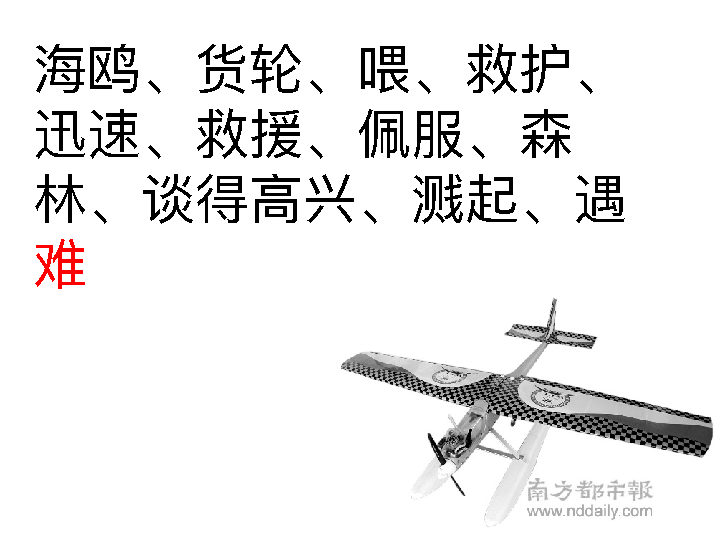 海鸥、货轮、喂、救护、
迅速、救援、佩服、森
林、谈得高兴、溅起、遇
难
南方都市報
www.nddaily.com